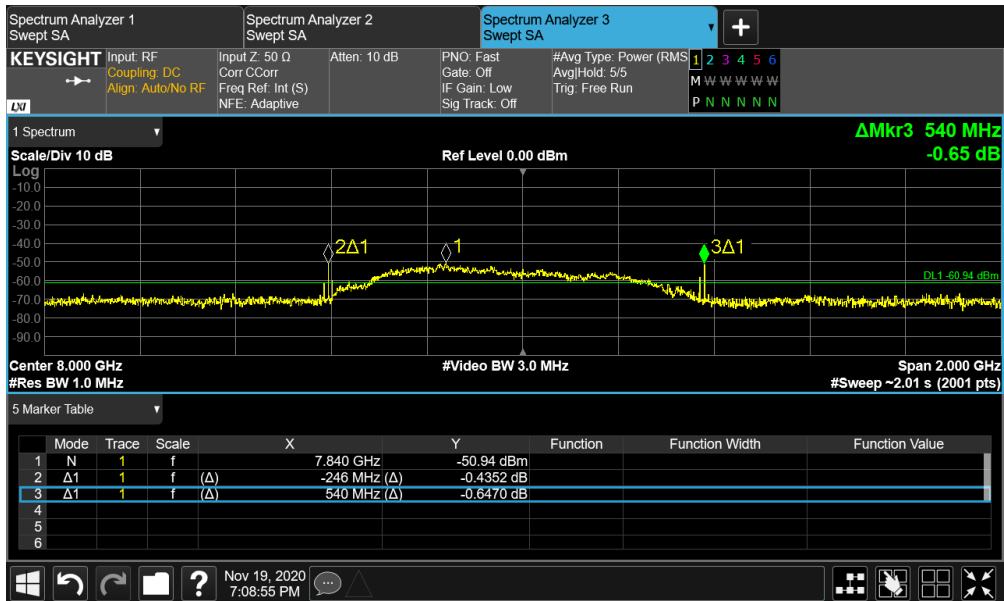 Spectrum Analyzer 1
Swept SA
Spectrum Analyzer 2
Swept SA
Spectrum Analyzer 3
Swept SA
▼
+
KEYSIGHT
LXI
Input: RF
Coupling: DC
Align: Auto/No RF
Input Z: 50 Ω
Corr CCorr
Freq Ref: Int (S)
NFE: Adaptive
Atten: 10 dB
PNO: Fast
Gate: Off
IF Gain: Low
Sig Track: Off
#Avg Type: Power (RMS
Avg|Hold: 5/5
Trig: Free Run
1 2 3 4 5 6
M W W W W W
P N N N N N
1 Spectrum ▼
ΔMkr3 540 MHz
Scale/Div 10 dB Ref Level 0.00 dBm -0.65 dB
Log
-10.0
-20.0
-30.0
-40.0
2Δ1 1 3Δ1
-50.0
DL1 -60.94 dBm
-60.0
-70.0
-80.0
-90.0
Center 8.000 GHz #Video BW 3.0 MHz Span 2.000 GHz
#Res BW 1.0 MHz #Sweep ~2.01 s (2001 pts)
5 Marker Table ▼
Mode Trace Scale X Y Function Function Width Function Value
1 N 1 f 7.840 GHz -50.94 dBm
2 Δ1 1 f (Δ) -246 MHz (Δ) -0.4352 dB
3 Δ1 1 f (Δ) 540 MHz (Δ) -0.6470 dB
4
5
6
?
Nov 19, 2020
7:08:55 PM